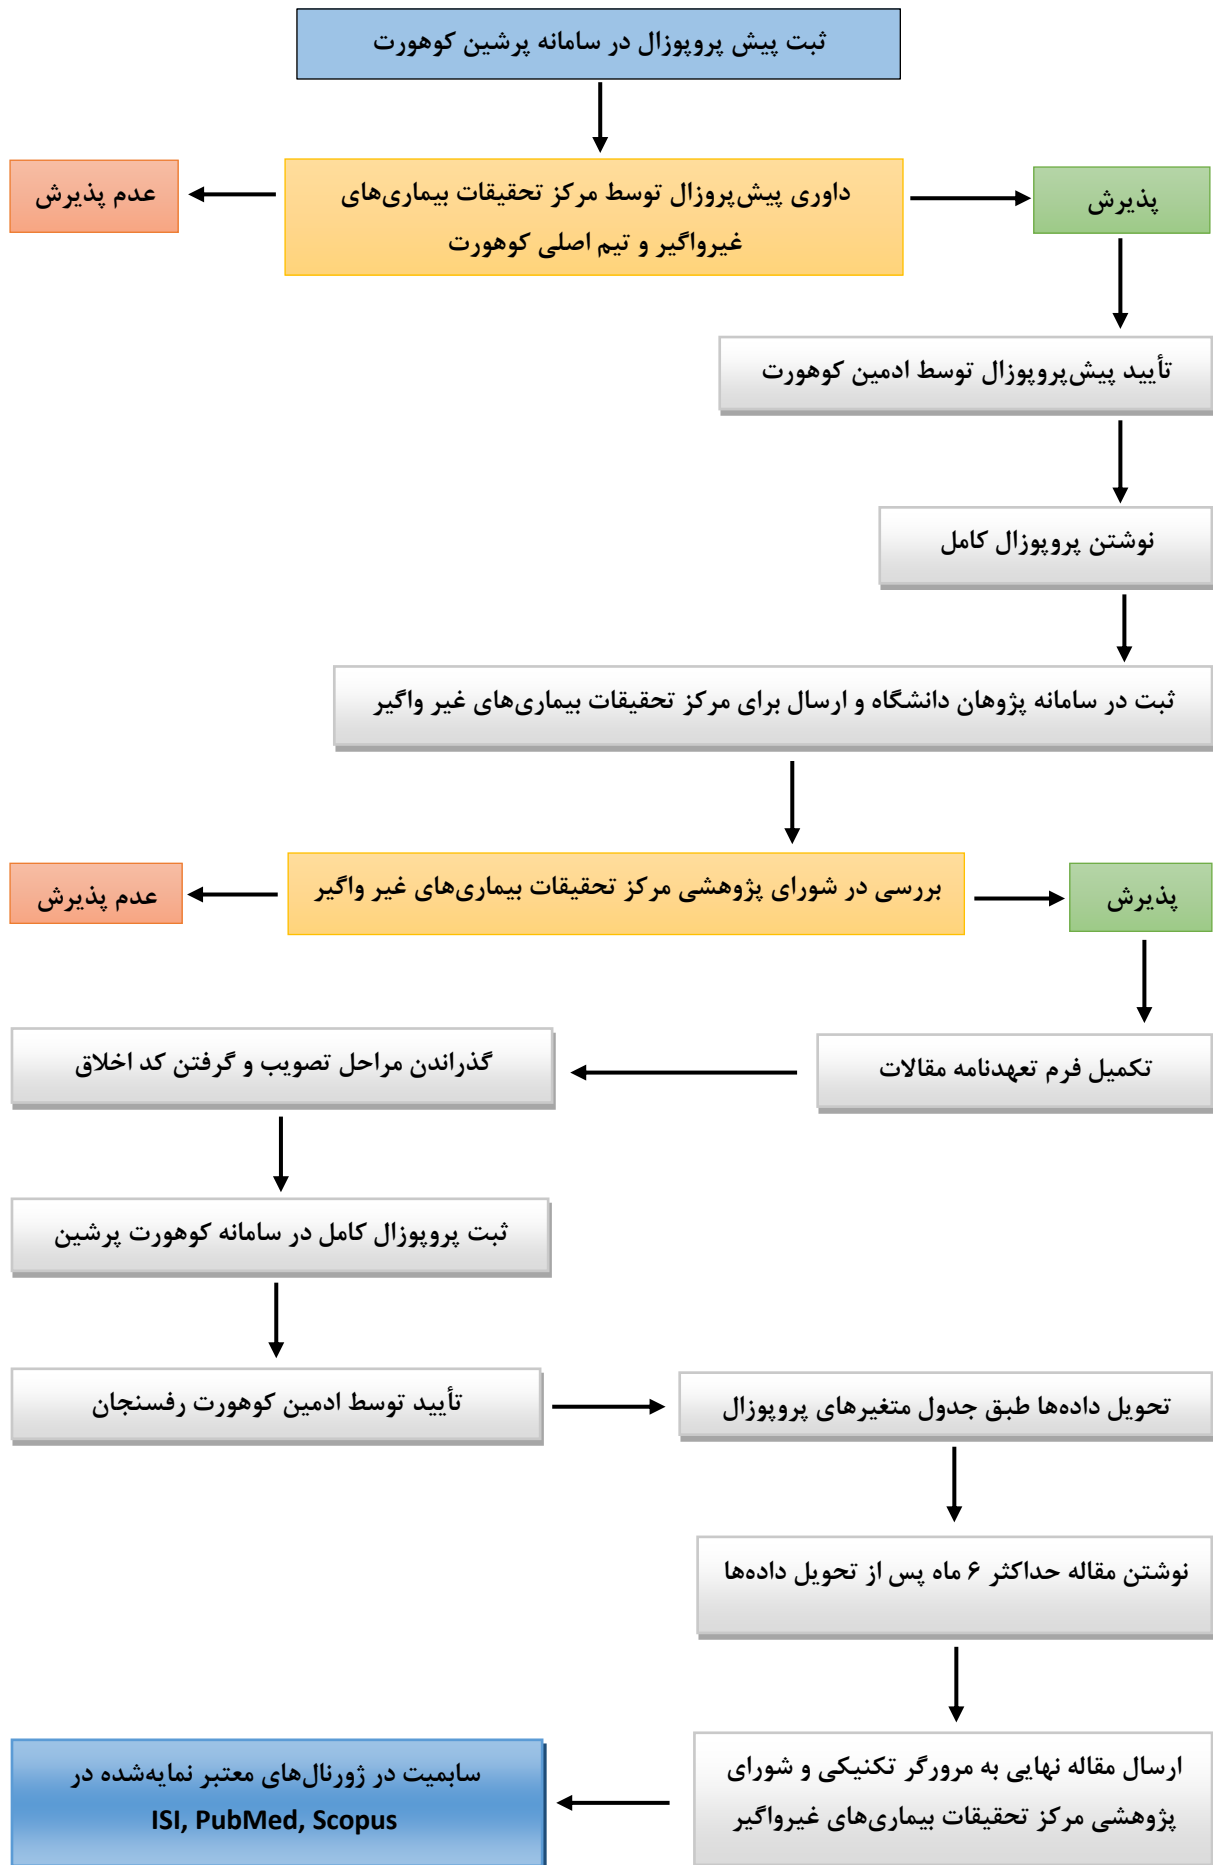 ثبت پیش پروپوزال در سامانه پرشین کوهورت
داوری پیش‌پروزال توسط مرکز تحقیقات بیماری‌های
غیرواگیر و تیم اصلی کوهورت
پذیرش
عدم پذیرش
تأیید پیش‌پروپوزال توسط ادمین کوهورت
نوشتن پروپوزال کامل
ثبت در سامانه پژوهان دانشگاه و ارسال برای مرکز تحقیقات بیماری‌های غیر واگیر
بررسی در شورای پژوهشی مرکز تحقیقات بیماری‌های غیر واگیر
پذیرش
عدم پذیرش
تکمیل فرم تعهدنامه مقالات
گذراندن مراحل تصویب و گرفتن کد اخلاق
ثبت پروپوزال کامل در سامانه کوهورت پرشین
تأیید توسط ادمین کوهورت رفسنجان
تحویل داده‌ها طبق جدول متغیرهای پروپوزال
نوشتن مقاله حداکثر ۶ ماه پس از تحویل داده‌ها
ارسال مقاله نهایی به مرورگر تکنیکی و شورای
پژوهشی مرکز تحقیقات بیماری‌های غیرواگیر
سابمیت در ژورنال‌های معتبر نمایه‌شده در
ISI, PubMed, Scopus